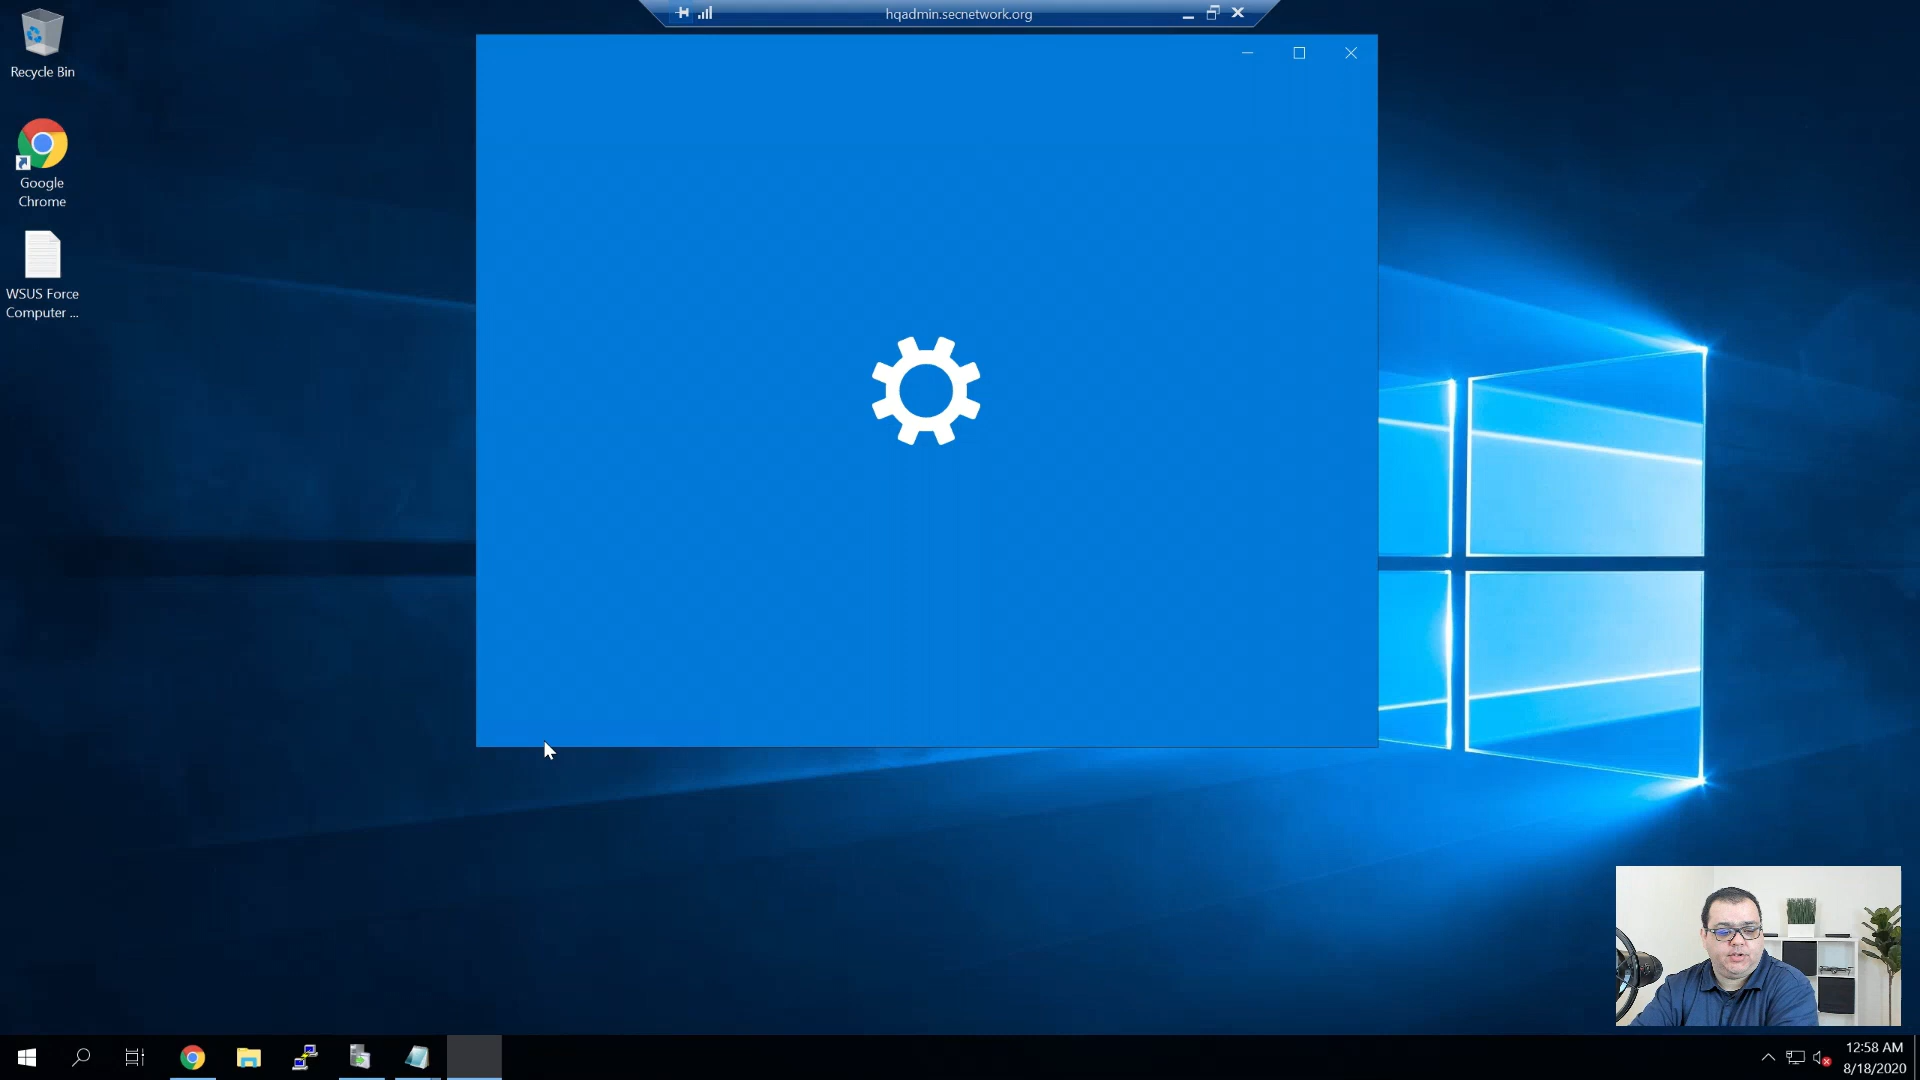 hqadmin.secnetwork.org
Recycle Bin
Google
Chrome
WSUS Force
Computer ...
12:58 AM
8/18/2020